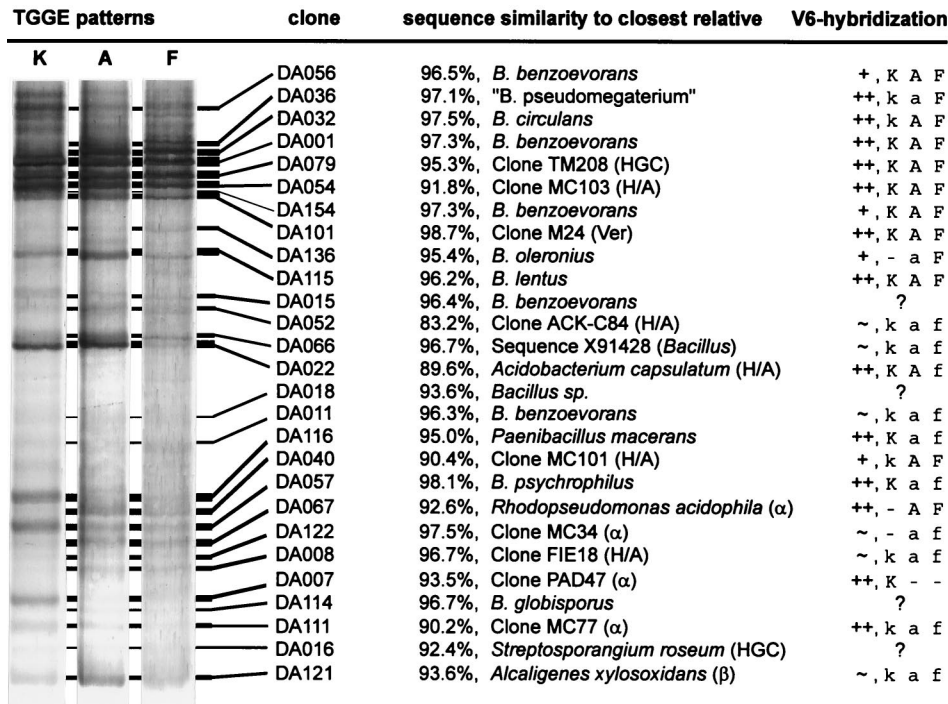 TGGE patterns clone sequence similarity to closest relative V6-hybridization
K A F
DA056 96.5%, B. benzoevorans +, K A F
DA036 97.1%, "B. pseudomegaterium" ++, k a F
DA032 97.5%, B. circulans ++, k A F
DA001 97.3%, B. benzoevorans ++, K A F
DA079 95.3%, Clone TM208 (HGC) ++, K A F
DA054 91.8%, Clone MC103 (H/A) ++, K A F
DA154 97.3%, B. benzoevorans +, K A F
DA101 98.7%, Clone M24 (Ver) ++, K A F
DA136 95.4%, B. oleronius +, - a F
DA115 96.2%, B. lentus ++, K A F
DA015 96.4%, B. benzoevorans ?
DA052 83.2%, Clone ACK-C84 (H/A) ~, k a f
DA066 96.7%, Sequence X91428 (Bacillus) ~, k a f
DA022 89.6%, Acidobacterium capsulatum (H/A) ++, K A f
DA018 93.6%, Bacillus sp. ?
DA011 96.3%, B. benzoevorans ~, k a f
DA116 95.0%, Paenibacillus macerans ++, K a f
DA040 90.4%, Clone MC101 (H/A) +, k A F
DA057 98.1%, B. psychrophilus ++, K a f
DA067 92.6%, Rhodopseudomonas acidophila (α) ++, - A F
DA122 97.5%, Clone MC34 (α) ~, - a f
DA008 96.7%, Clone FIE18 (H/A) ~, k a f
DA007 93.5%, Clone PAD47 (α) ++, K - -
DA114 96.7%, B. globisporus ?
DA111 90.2%, Clone MC77 (α) ++, k a f
DA016 92.4%, Streptosporangium roseum (HGC) ?
DA121 93.6%, Alcaligenes xylosoxidans (β) ~, k a f